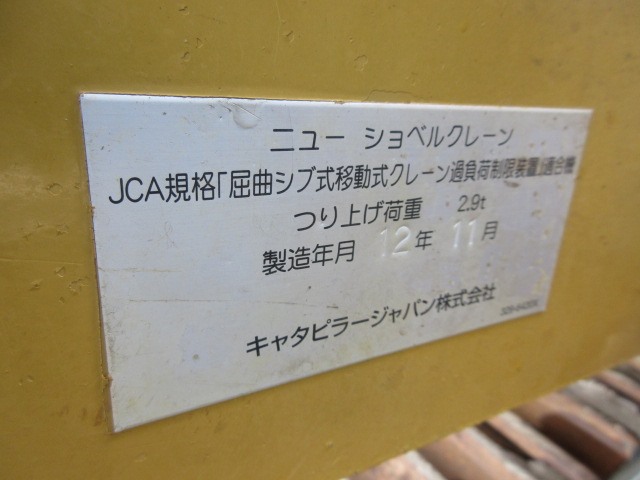 ニュー ショベルクレーン
JCA規格「屈曲ジブ式移動式クレーン過負荷制限装置」適合機
つり上げ荷重 2.9t
製造年月 12年 11月
キャタピラージャパン株式会社